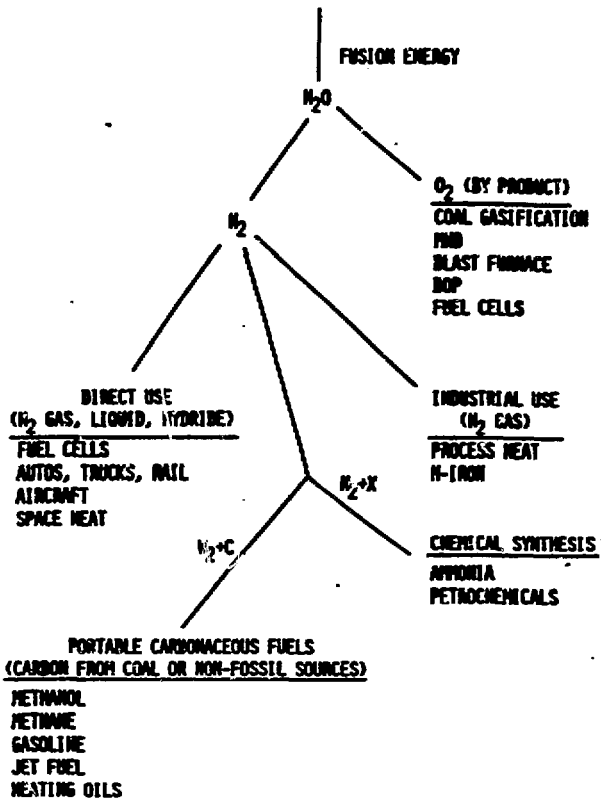 FUSION ENERGY
H₂O
O₂ (BY PRODUCT)
COAL GASIFICATION
MHD
BLAST FURNACE
BOP
FUEL CELLS
H₂
DIRECT USE
(H₂ GAS, LIQUID, HYDRIDE)
FUEL CELLS
AUTOS, TRUCKS, RAIL
AIRCRAFT
SPACE HEAT
INDUSTRIAL USE
(H₂ GAS)
PROCESS HEAT
H-IRON
H₂+X
CHEMICAL SYNTHESIS
AMMONIA
PETROCHEMICALS
H₂+C
PORTABLE CARBONACEOUS FUELS
(CARBON FROM COAL OR NON-FOSSIL SOURCES)
METHANOL
METHANE
GASOLINE
JET FUEL
HEATING OILS